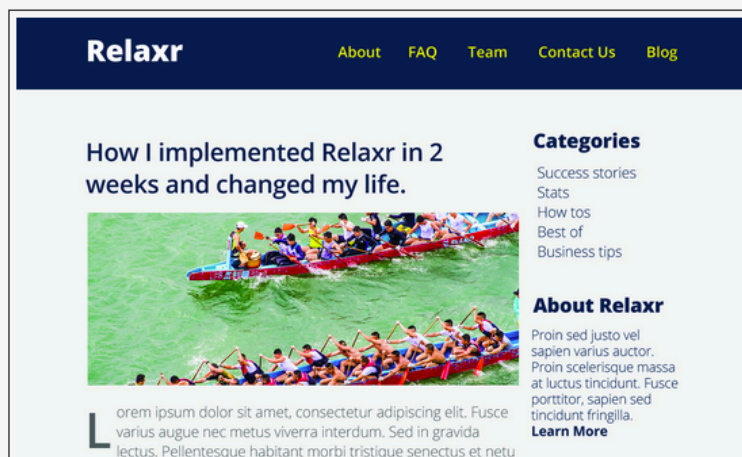 Relaxr
About FAQ Team Contact Us Blog
How I implemented Relaxr in 2
weeks and changed my life.
Lorem ipsum dolor sit amet, consectetur adipiscing elit. Fusce
varius augue nec metus viverra interdum. Sed in gravida
lectus. Pellentesque habitant morbi tristique senectus et netu
Categories
Success stories
Stats
How tos
Best of
Business tips
About Relaxr
Proin sed justo vel
sapien varius auctor.
Proin scelerisque massa
at luctus tincidunt. Fusce
porttitor, sapien sed
tincidunt fringilla.
Learn More